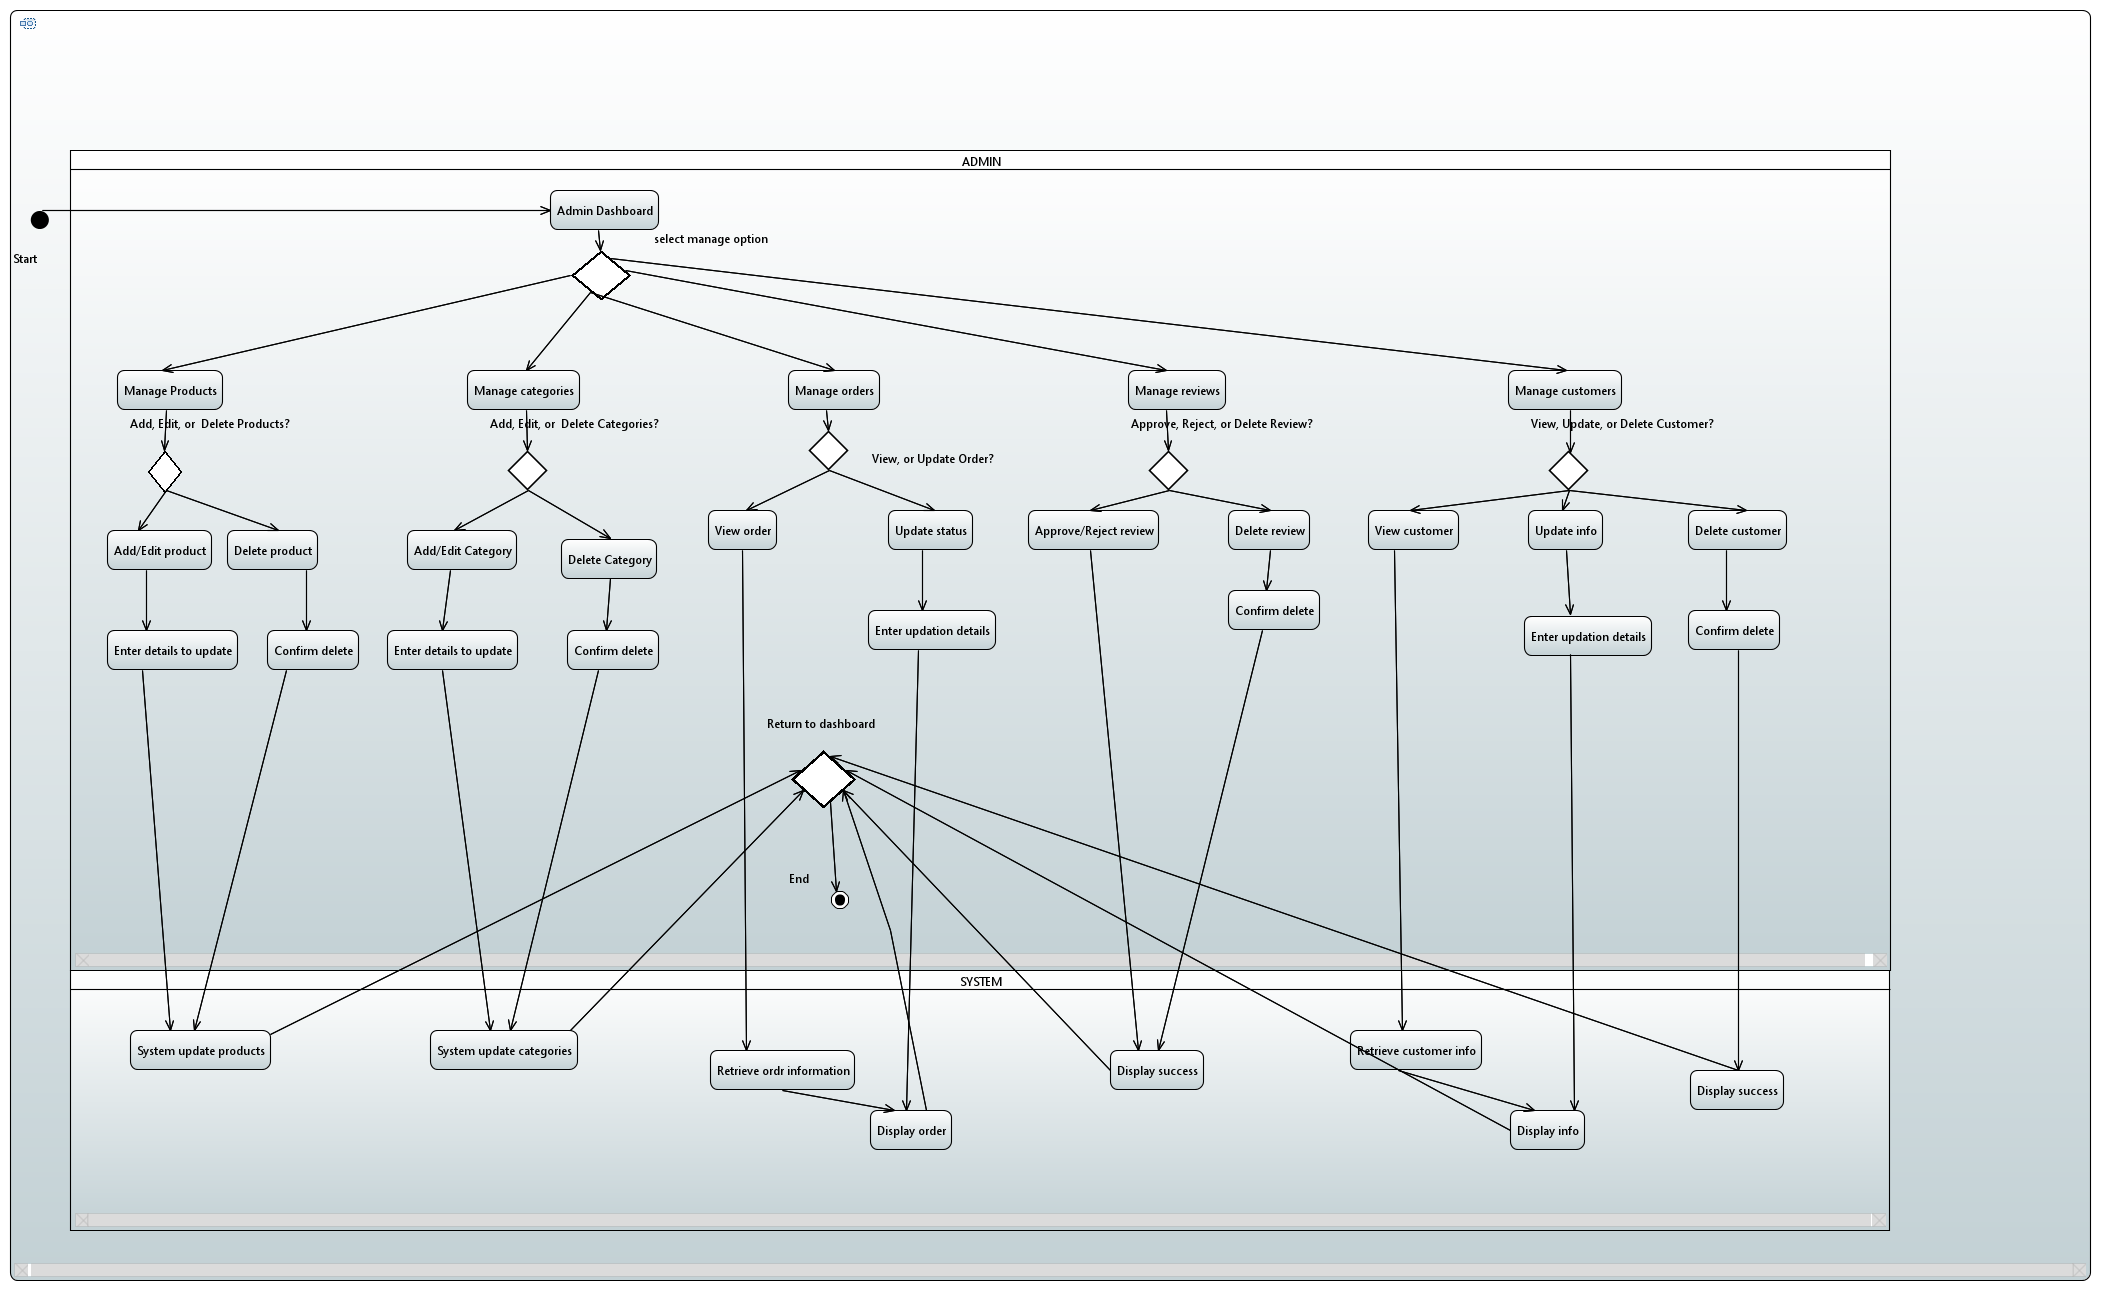 ADMIN
Admin Dashboard
select manage option
Start
Manage Products
Manage categories
Manage orders
Manage reviews
Manage customers
Add, Edit, or  Delete Products?
Add, Edit, or  Delete Categories?
Approve, Reject, or Delete Review?
View, Update, or Delete Customer?
View, or Update Order?
View order
Update status
Approve/Reject review
Delete review
View customer
Update info
Delete customer
Add/Edit product
Delete product
Add/Edit Category
Delete Category
Confirm delete
Enter updation details
Enter updation details
Confirm delete
Enter details to update
Confirm delete
Enter details to update
Confirm delete
Return to dashboard
End
SYSTEM
System update products
System update categories
Retrieve ordr information
Display success
Retrieve customer info
Display success
Display order
Display info